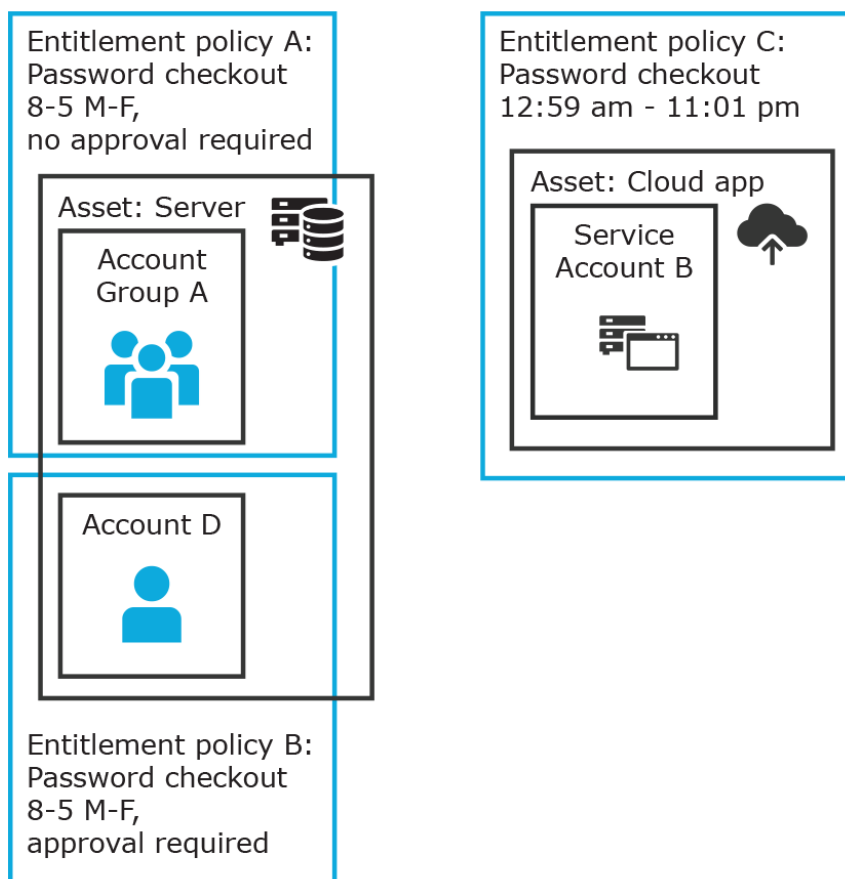 Entitlement policy A:
Password checkout
8-5 M-F,
no approval required
Asset: Server
Account
Group A
Account D
Entitlement policy B:
Password checkout
8-5 M-F,
approval required
Entitlement policy C:
Password checkout
12:59 am - 11:01 pm
Asset: Cloud app
Service
Account B